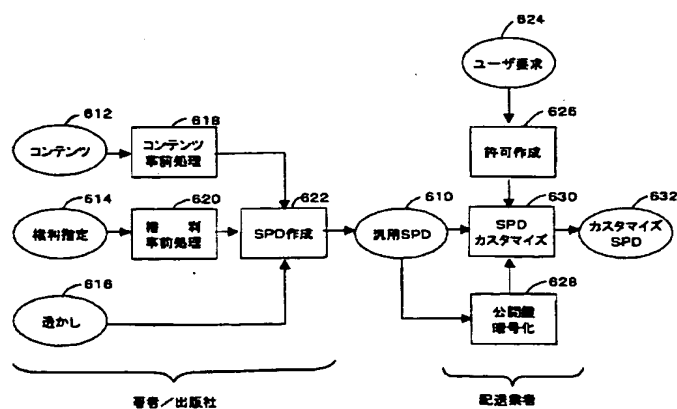 624
ユーザ要求
612
618
626
コンテンツ
コンテンツ
事前処理
許可作成
614
620
622
610
630
632
権利指定
権 利
事前処理
SPD作成
汎用SPD
SPD
カスタマイズ
カスタマイズ
SPD
616
628
透かし
公開鍵
暗号化
著者/出版社
配送業者